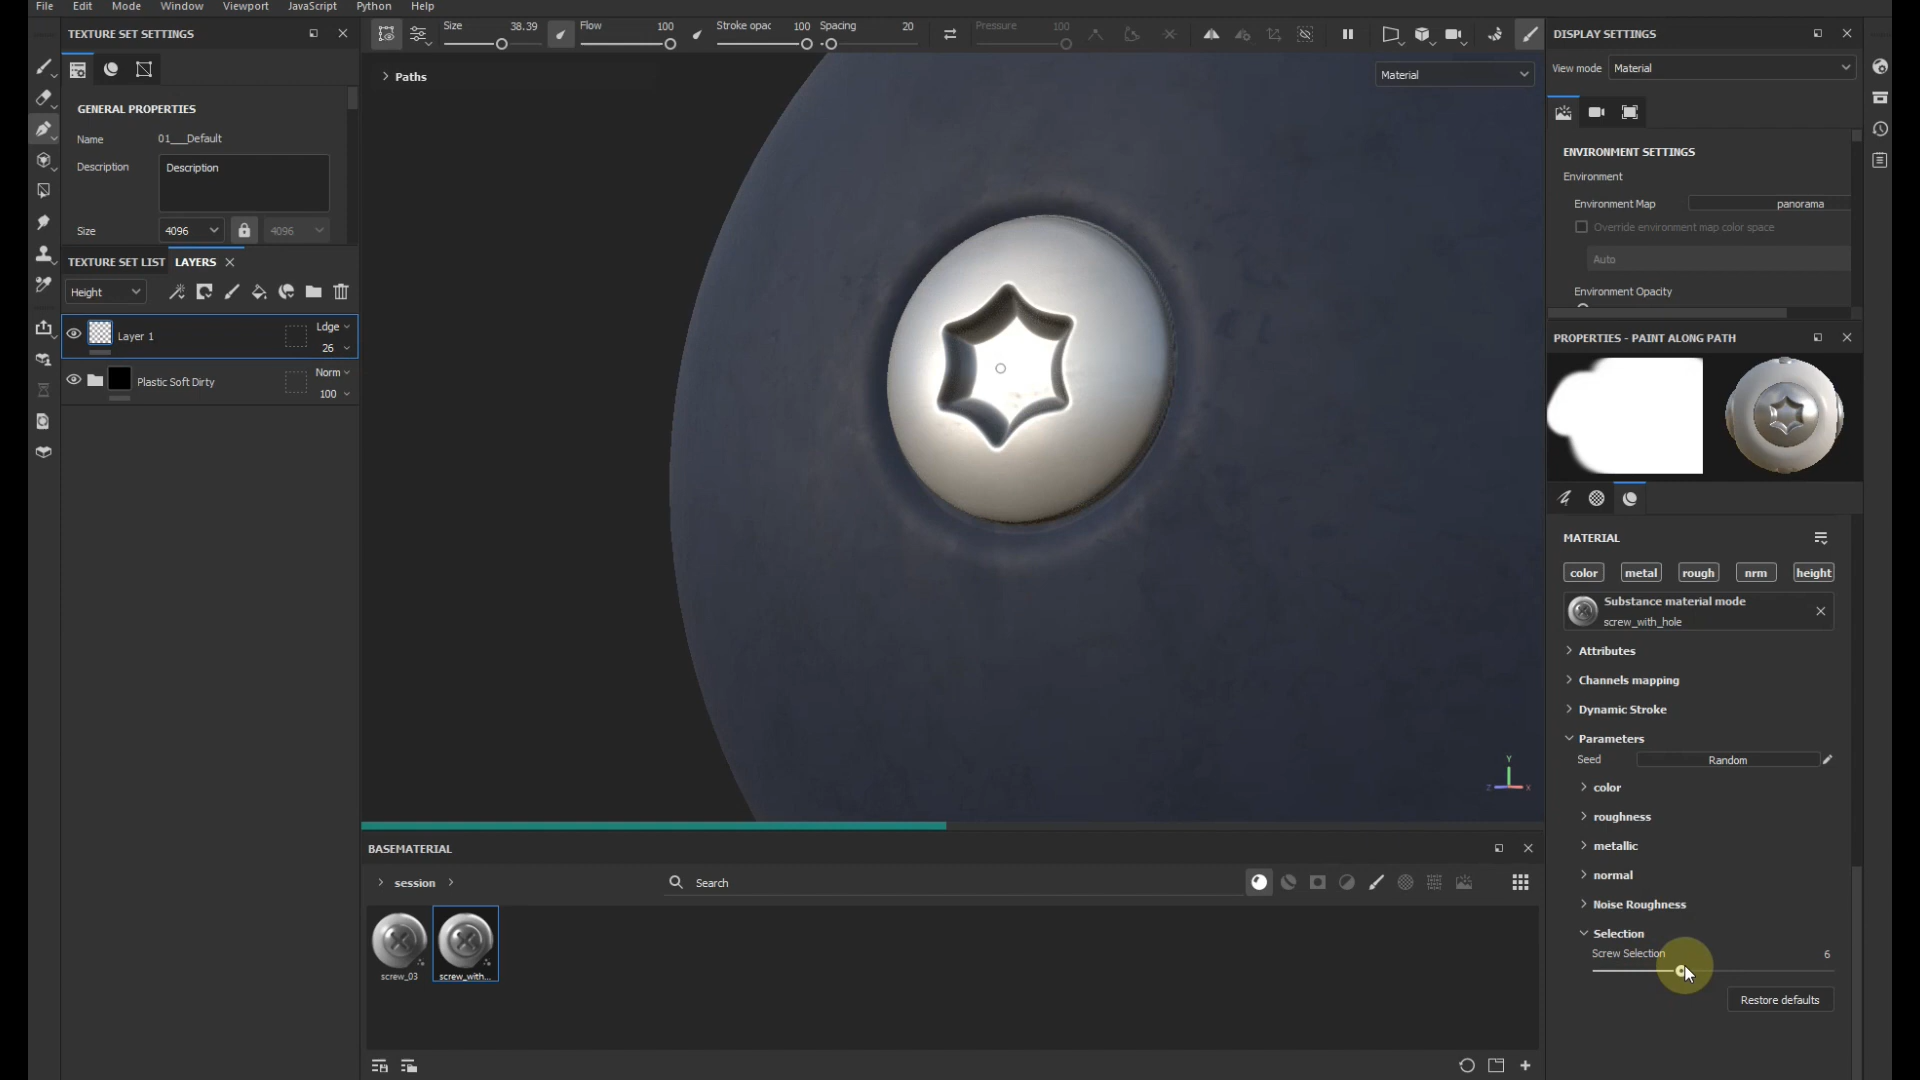 File Edit Mode Window Viewport JavaScript Python Help
TEXTURE SET SETTINGS
GENERAL PROPERTIES
Name 01___Default
Description Description
Size 4096 4096
TEXTURE SET LIST LAYERS
Height
Layer 1 Ldge 26
Plastic Soft Dirty Norm 100
Size 38.39 Flow 100 Stroke opac 100 Spacing 20 Pressure 100
Paths
Material
BASEMATERIAL
session
Search
screw_03 screw_with...
DISPLAY SETTINGS
View mode Material
ENVIRONMENT SETTINGS
Environment
Environment Map panorama
Override environment map color space
Auto
Environment Opacity
PROPERTIES - PAINT ALONG PATH
MATERIAL
color metal rough nrm height
Substance material mode
screw_with_hole
Attributes
Channels mapping
Dynamic Stroke
Parameters
Seed Random
color
roughness
metallic
normal
Noise Roughness
Selection
Screw Selection 6
Restore defaults
Y
Z X